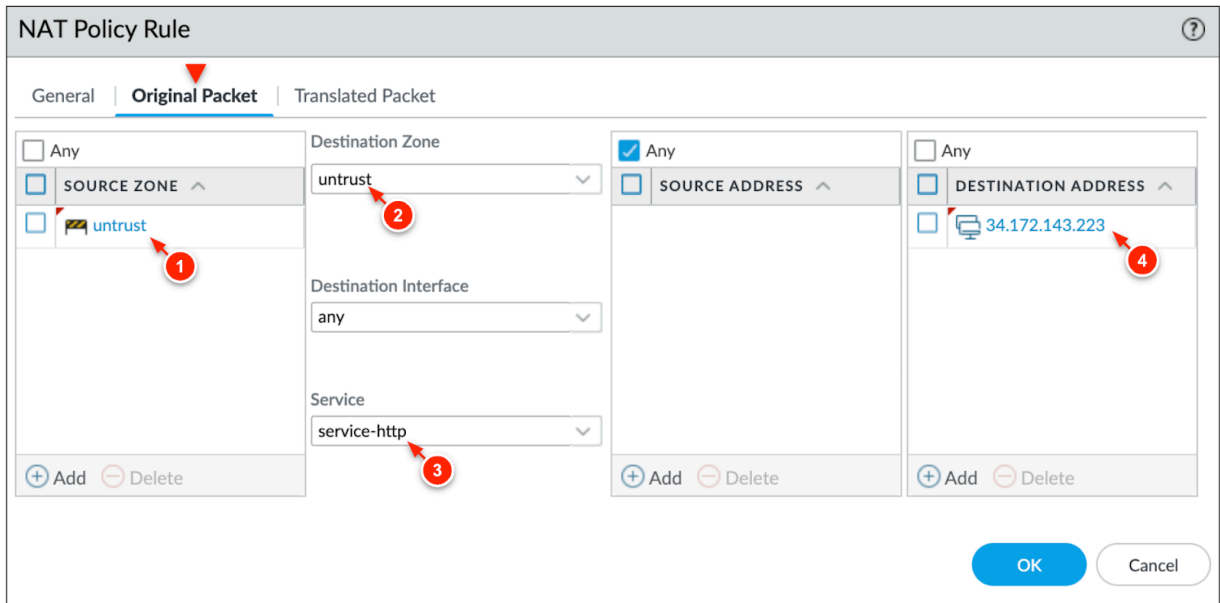 NAT Policy Rule
?
General
Original Packet
Translated Packet
Any
SOURCE ZONE
untrust
1
Add
Delete
Destination Zone
untrust
2
Destination Interface
any
Service
service-http
3
Any
SOURCE ADDRESS
Add
Delete
Any
DESTINATION ADDRESS
34.172.143.223
4
Add
Delete
OK
Cancel